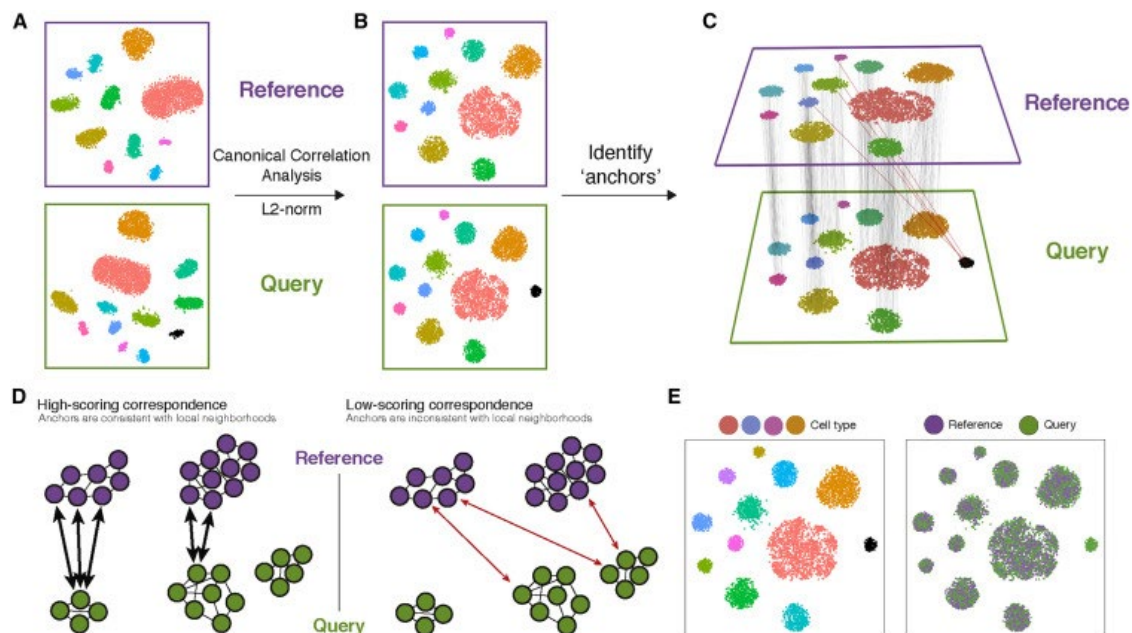 A
B
C
Reference
Canonical Correlation
Analysis
L2-norm
Query
Identify
'anchors'
Reference
Query
D
High-scoring correspondence
Anchors are consistent with local neighborhoods
Low-scoring correspondence
Anchors are inconsistent with local neighborhoods
Reference
Query
E
Cell type
Reference
Query